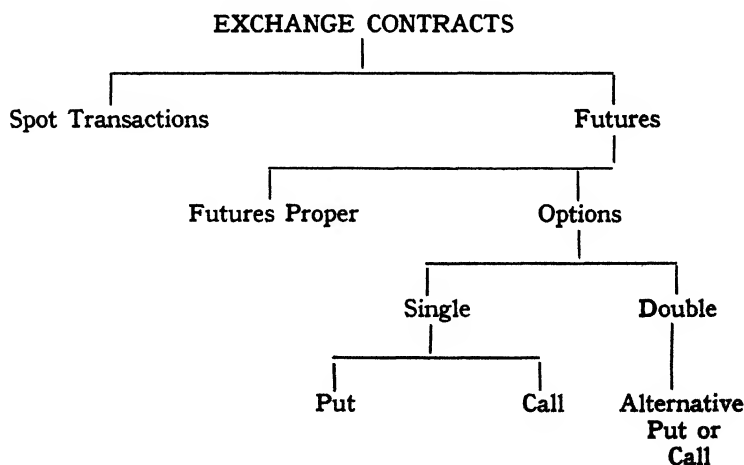 EXCHANGE CONTRACTS
Spot Transactions
Futures
Futures Proper
Options
Single
Double
Put
Call
Alternative
Put or
Call